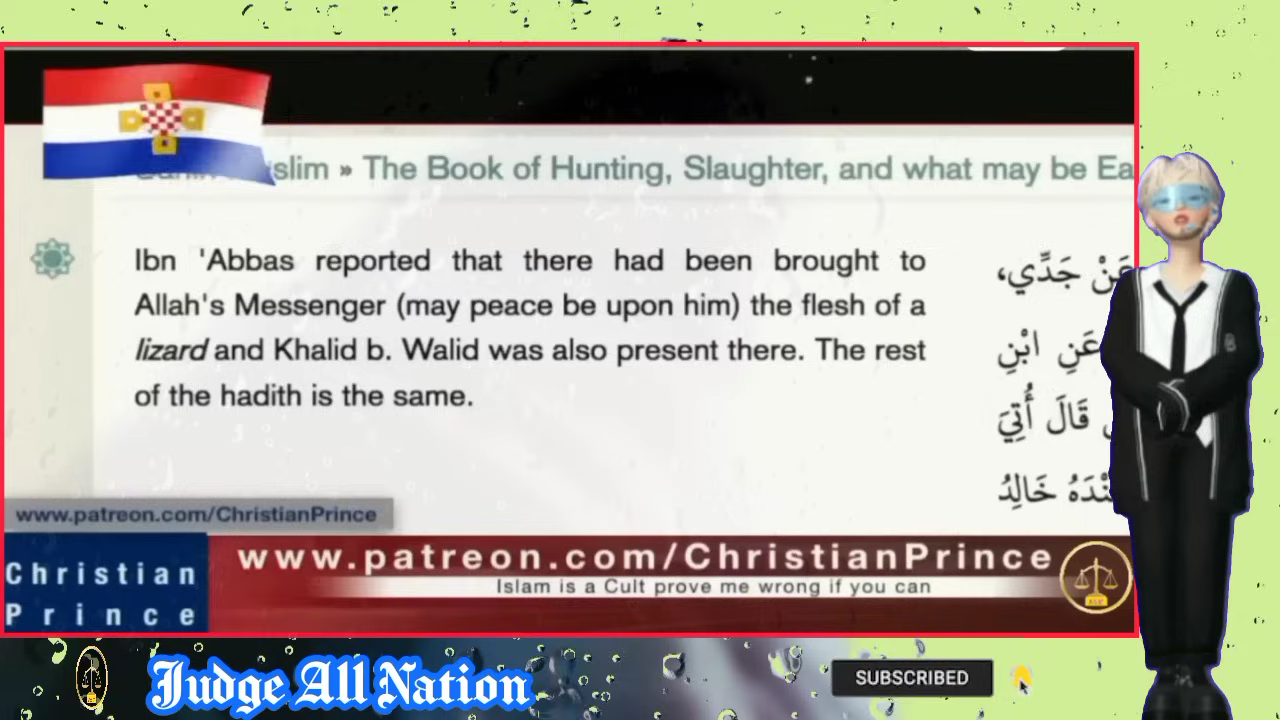 slim » The Book of Hunting, Slaughter, and what may be Ea
Ibn 'Abbas reported that there had been brought to
Allah's Messenger (may peace be upon him) the flesh of a
lizard and Khalid b. Walid was also present there. The rest
of the hadith is the same.
عَنْ جَدِّي،
عَنِ ابْنِ
قَالَ أُتِيَ
خَالِدُ
www.patreon.com/ChristianPrince
www.patreon.com/ChristianPrince
Islam is a Cult prove me wrong if you can
Christian
Prince
Judge All Nation
SUBSCRIBED